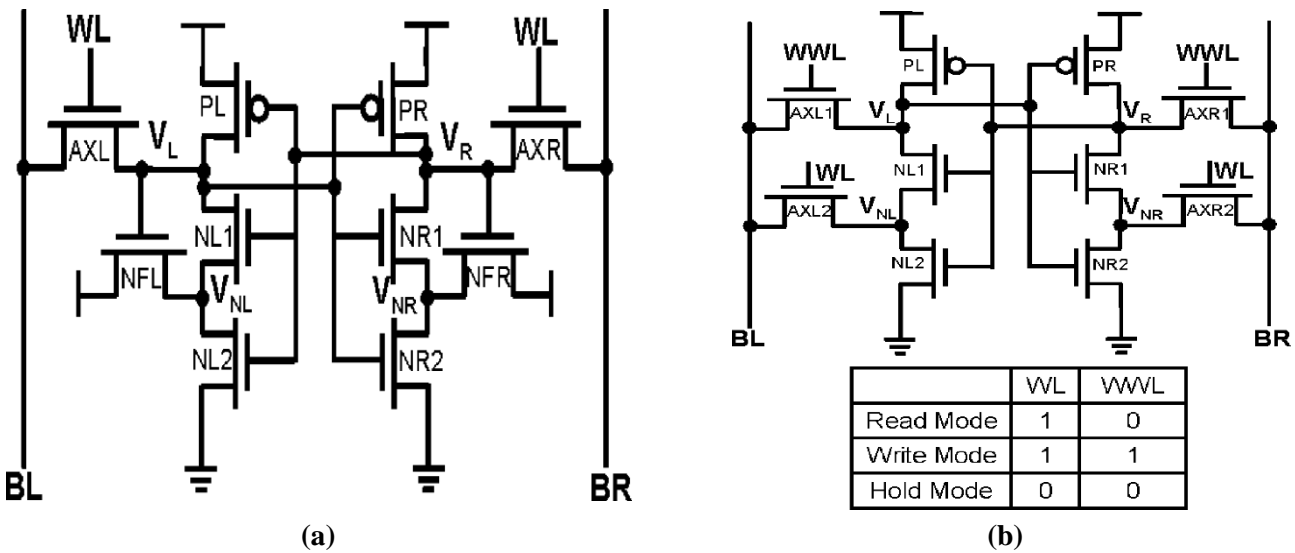 WL
WL
PL
PR
AXL
V_L
V_R
AXR
NL1
NR1
NFL
V_NL
V_NR
NFR
NL2
NR2
BL
BR
(a)
WWL
PL
PR
WWL
AXL1
V_L
V_R
AXR1
NL1
NR1
WL
WL
AXL2
V_NL
V_NR
AXR2
NL2
NR2
BL
BR
WL WWL
Read Mode 1 0
Write Mode 1 1
Hold Mode 0 0
(b)